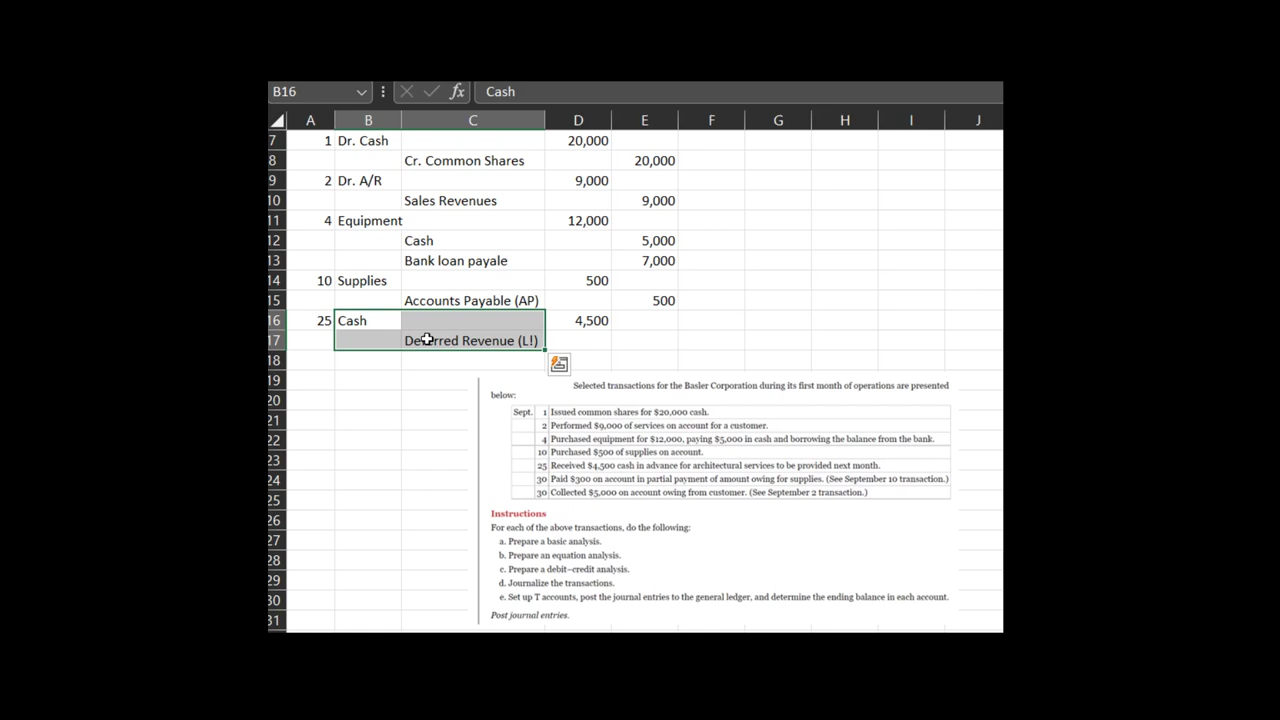 B16 fx Cash
A B C D E F G H I J
7 1 Dr. Cash 20,000
8 Cr. Common Shares 20,000
9 2 Dr. A/R 9,000
10 Sales Revenues 9,000
11 4 Equipment 12,000
12 Cash 5,000
13 Bank loan payale 7,000
14 10 Supplies 500
15 Accounts Payable (AP) 500
16 25 Cash 4,500
17 Deferred Revenue (L!)
18
19 Selected transactions for the Basler Corporation during its first month of operations are presented
below:
20 Sept. 1 Issued common shares for $20,000 cash.
21 2 Performed $9,000 of services on account for a customer.
22 4 Purchased equipment for $12,000, paying $5,000 in cash and borrowing the balance from the bank.
10 Purchased $500 of supplies on account.
23 25 Received $4,500 cash in advance for architectural services to be provided next month.
24 30 Paid $300 on account in partial payment of amount owing for supplies. (See September 10 transaction.)
25 30 Collected $5,000 on account owing from customer. (See September 2 transaction.)
26 Instructions
For each of the above transactions, do the following:
27 a. Prepare a basic analysis.
28 b. Prepare an equation analysis.
c. Prepare a debit–credit analysis.
29 d. Journalize the transactions.
30 e. Set up T accounts, post the journal entries to the general ledger, and determine the ending balance in each account.
31 Post journal entries.